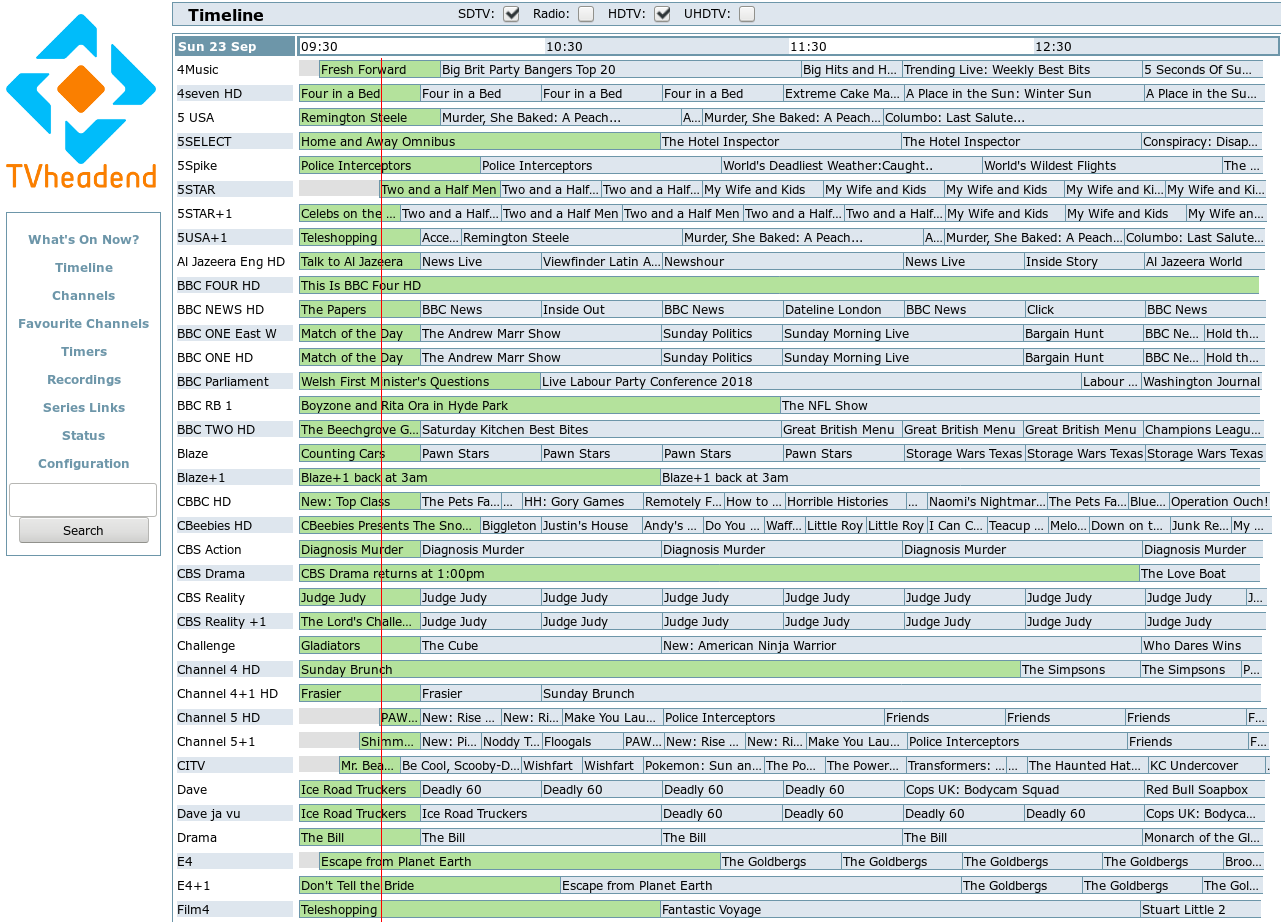 TVheadend
What's On Now?
Timeline
Channels
Favourite Channels
Timers
Recordings
Series Links
Status
Configuration
Search
Timeline SDTV: Radio: HDTV: UHDTV:
Sun 23 Sep 09:30 10:30 11:30 12:30
4Music Fresh Forward Big Brit Party Bangers Top 20 Big Hits and H... Trending Live: Weekly Best Bits 5 Seconds Of Su...
4seven HD Four in a Bed Four in a Bed Four in a Bed Four in a Bed Extreme Cake Ma... A Place in the Sun: Winter Sun A Place in the Su...
5 USA Remington Steele Murder, She Baked: A Peach... A... Murder, She Baked: A Peach... Columbo: Last Salute...
5SELECT Home and Away Omnibus The Hotel Inspector The Hotel Inspector Conspiracy: Disap...
5Spike Police Interceptors Police Interceptors World's Deadliest Weather:Caught.. World's Wildest Flights The ...
5STAR Two and a Half Men Two and a Half... Two and a Half... My Wife and Kids My Wife and Kids My Wife and Kids My Wife and Ki... My Wife and Ki...
5STAR+1 Celebs on the ... Two and a Half... Two and a Half Men Two and a Half Men Two and a Half... Two and a Half... My Wife and Kids My Wife and Kids My Wife an...
5USA+1 Teleshopping Acce... Remington Steele Murder, She Baked: A Peach... A... Murder, She Baked: A Peach... Columbo: Last Salute...
Al Jazeera Eng HD Talk to Al Jazeera News Live Viewfinder Latin A... Newshour News Live Inside Story Al Jazeera World
BBC FOUR HD This Is BBC Four HD
BBC NEWS HD The Papers BBC News Inside Out BBC News Dateline London BBC News Click BBC News
BBC ONE East W Match of the Day The Andrew Marr Show Sunday Politics Sunday Morning Live Bargain Hunt BBC Ne... Hold th...
BBC ONE HD Match of the Day The Andrew Marr Show Sunday Politics Sunday Morning Live Bargain Hunt BBC Ne... Hold th...
BBC Parliament Welsh First Minister's Questions Live Labour Party Conference 2018 Labour ... Washington Journal
BBC RB 1 Boyzone and Rita Ora in Hyde Park The NFL Show
BBC TWO HD The Beechgrove G... Saturday Kitchen Best Bites Great British Menu Great British Menu Great British Menu Champions Leagu...
Blaze Counting Cars Pawn Stars Pawn Stars Pawn Stars Pawn Stars Storage Wars Texas Storage Wars Texas Storage Wars Texas
Blaze+1 Blaze+1 back at 3am Blaze+1 back at 3am
CBBC HD New: Top Class The Pets Fa... ... HH: Gory Games Remotely F... How to ... Horrible Histories ... Naomi's Nightmar... The Pets Fa... Blue... Operation Ouch!
CBeebies HD CBeebies Presents The Sno... Biggleton Justin's House Andy's ... Do You ... Waff... Little Roy Little Roy I Can C... Teacup ... Melo... Down on t... Junk Re... My ...
CBS Action Diagnosis Murder Diagnosis Murder Diagnosis Murder Diagnosis Murder Diagnosis Murder
CBS Drama CBS Drama returns at 1:00pm The Love Boat
CBS Reality Judge Judy Judge Judy Judge Judy Judge Judy Judge Judy Judge Judy Judge Judy Judge Judy J...
CBS Reality +1 The Lord's Challe... Judge Judy Judge Judy Judge Judy Judge Judy Judge Judy Judge Judy Judge Judy
Challenge Gladiators The Cube New: American Ninja Warrior Who Dares Wins
Channel 4 HD Sunday Brunch The Simpsons The Simpsons P...
Channel 4+1 HD Frasier Frasier Sunday Brunch
Channel 5 HD PAW... New: Rise ... New: Ri... Make You Lau... Police Interceptors Friends Friends Friends F...
Channel 5+1 Shimm... New: Pi... Noddy T... Floogals PAW... New: Rise ... New: Ri... Make You Lau... Police Interceptors Friends F...
CITV Mr. Bea... Be Cool, Scooby-D... Wishfart Wishfart Pokemon: Sun an... The Po... The Power... Transformers: ... ... The Haunted Hat... KC Undercover .
Dave Ice Road Truckers Deadly 60 Deadly 60 Deadly 60 Deadly 60 Cops UK: Bodycam Squad Red Bull Soapbox
Dave ja vu Ice Road Truckers Ice Road Truckers Deadly 60 Deadly 60 Deadly 60 Deadly 60 Cops UK: Bodyca...
Drama The Bill The Bill The Bill The Bill Monarch of the Gl...
E4 Escape from Planet Earth The Goldbergs The Goldbergs The Goldbergs The Goldbergs Broo...
E4+1 Don't Tell the Bride Escape from Planet Earth The Goldbergs The Goldbergs The Gol...
Film4 Teleshopping Fantastic Voyage Stuart Little 2